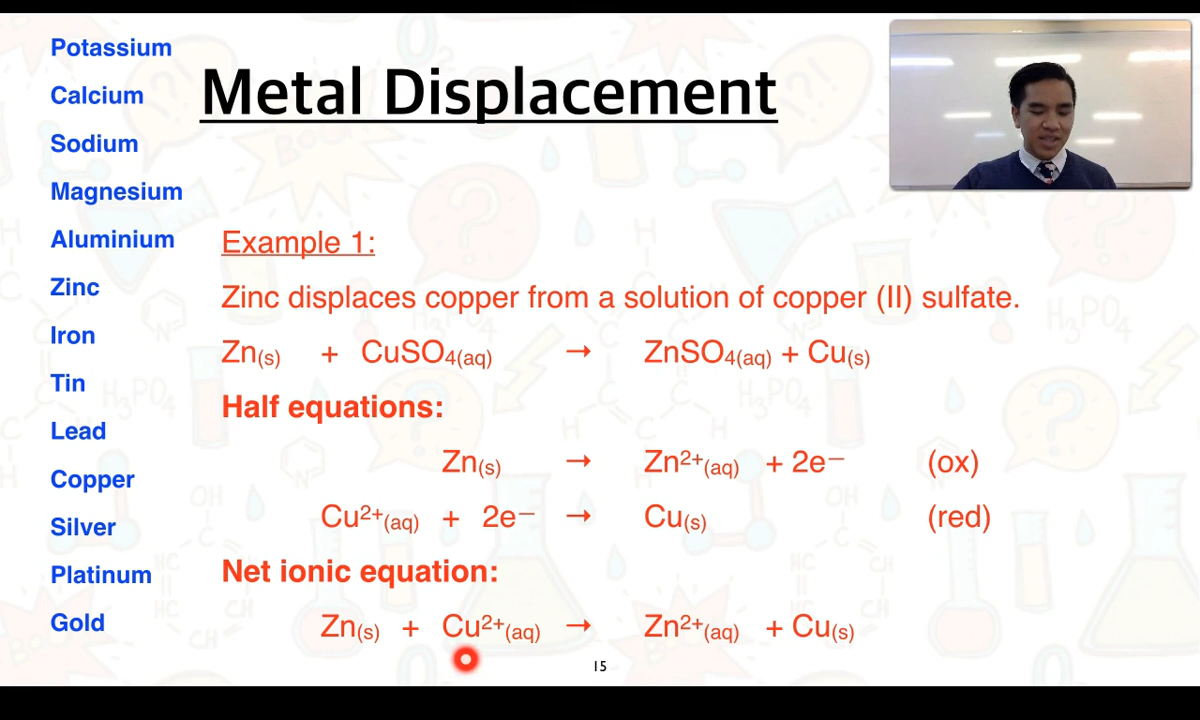 Potassium
Calcium
Sodium
Magnesium
Aluminium
Zinc
Iron
Tin
Lead
Copper
Silver
Platinum
Gold
Metal Displacement
Example 1:
Zinc displaces copper from a solution of copper (II) sulfate.
Zn(s) + CuSO4(aq) → ZnSO4(aq) + Cu(s)
Half equations:
Zn(s) → Zn²⁺(aq) + 2e⁻ (ox)
Cu²⁺(aq) + 2e⁻ → Cu(s) (red)
Net ionic equation:
Zn(s) + Cu²⁺(aq) → Zn²⁺(aq) + Cu(s)
15